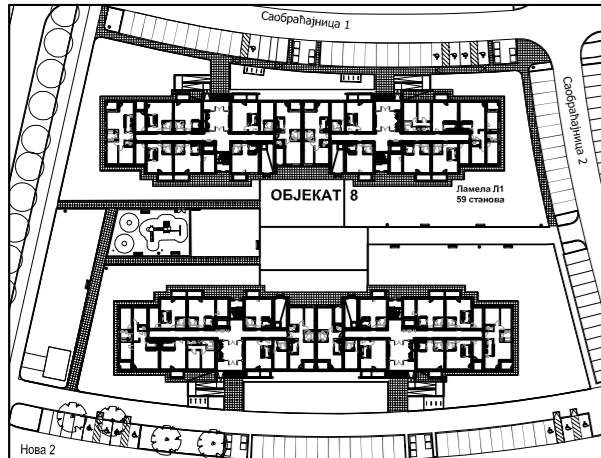 Саобраћајница 1
Саобраћајница 2
ОБЈЕКАТ 8
Ламела Л1
59 станова
Нова 2